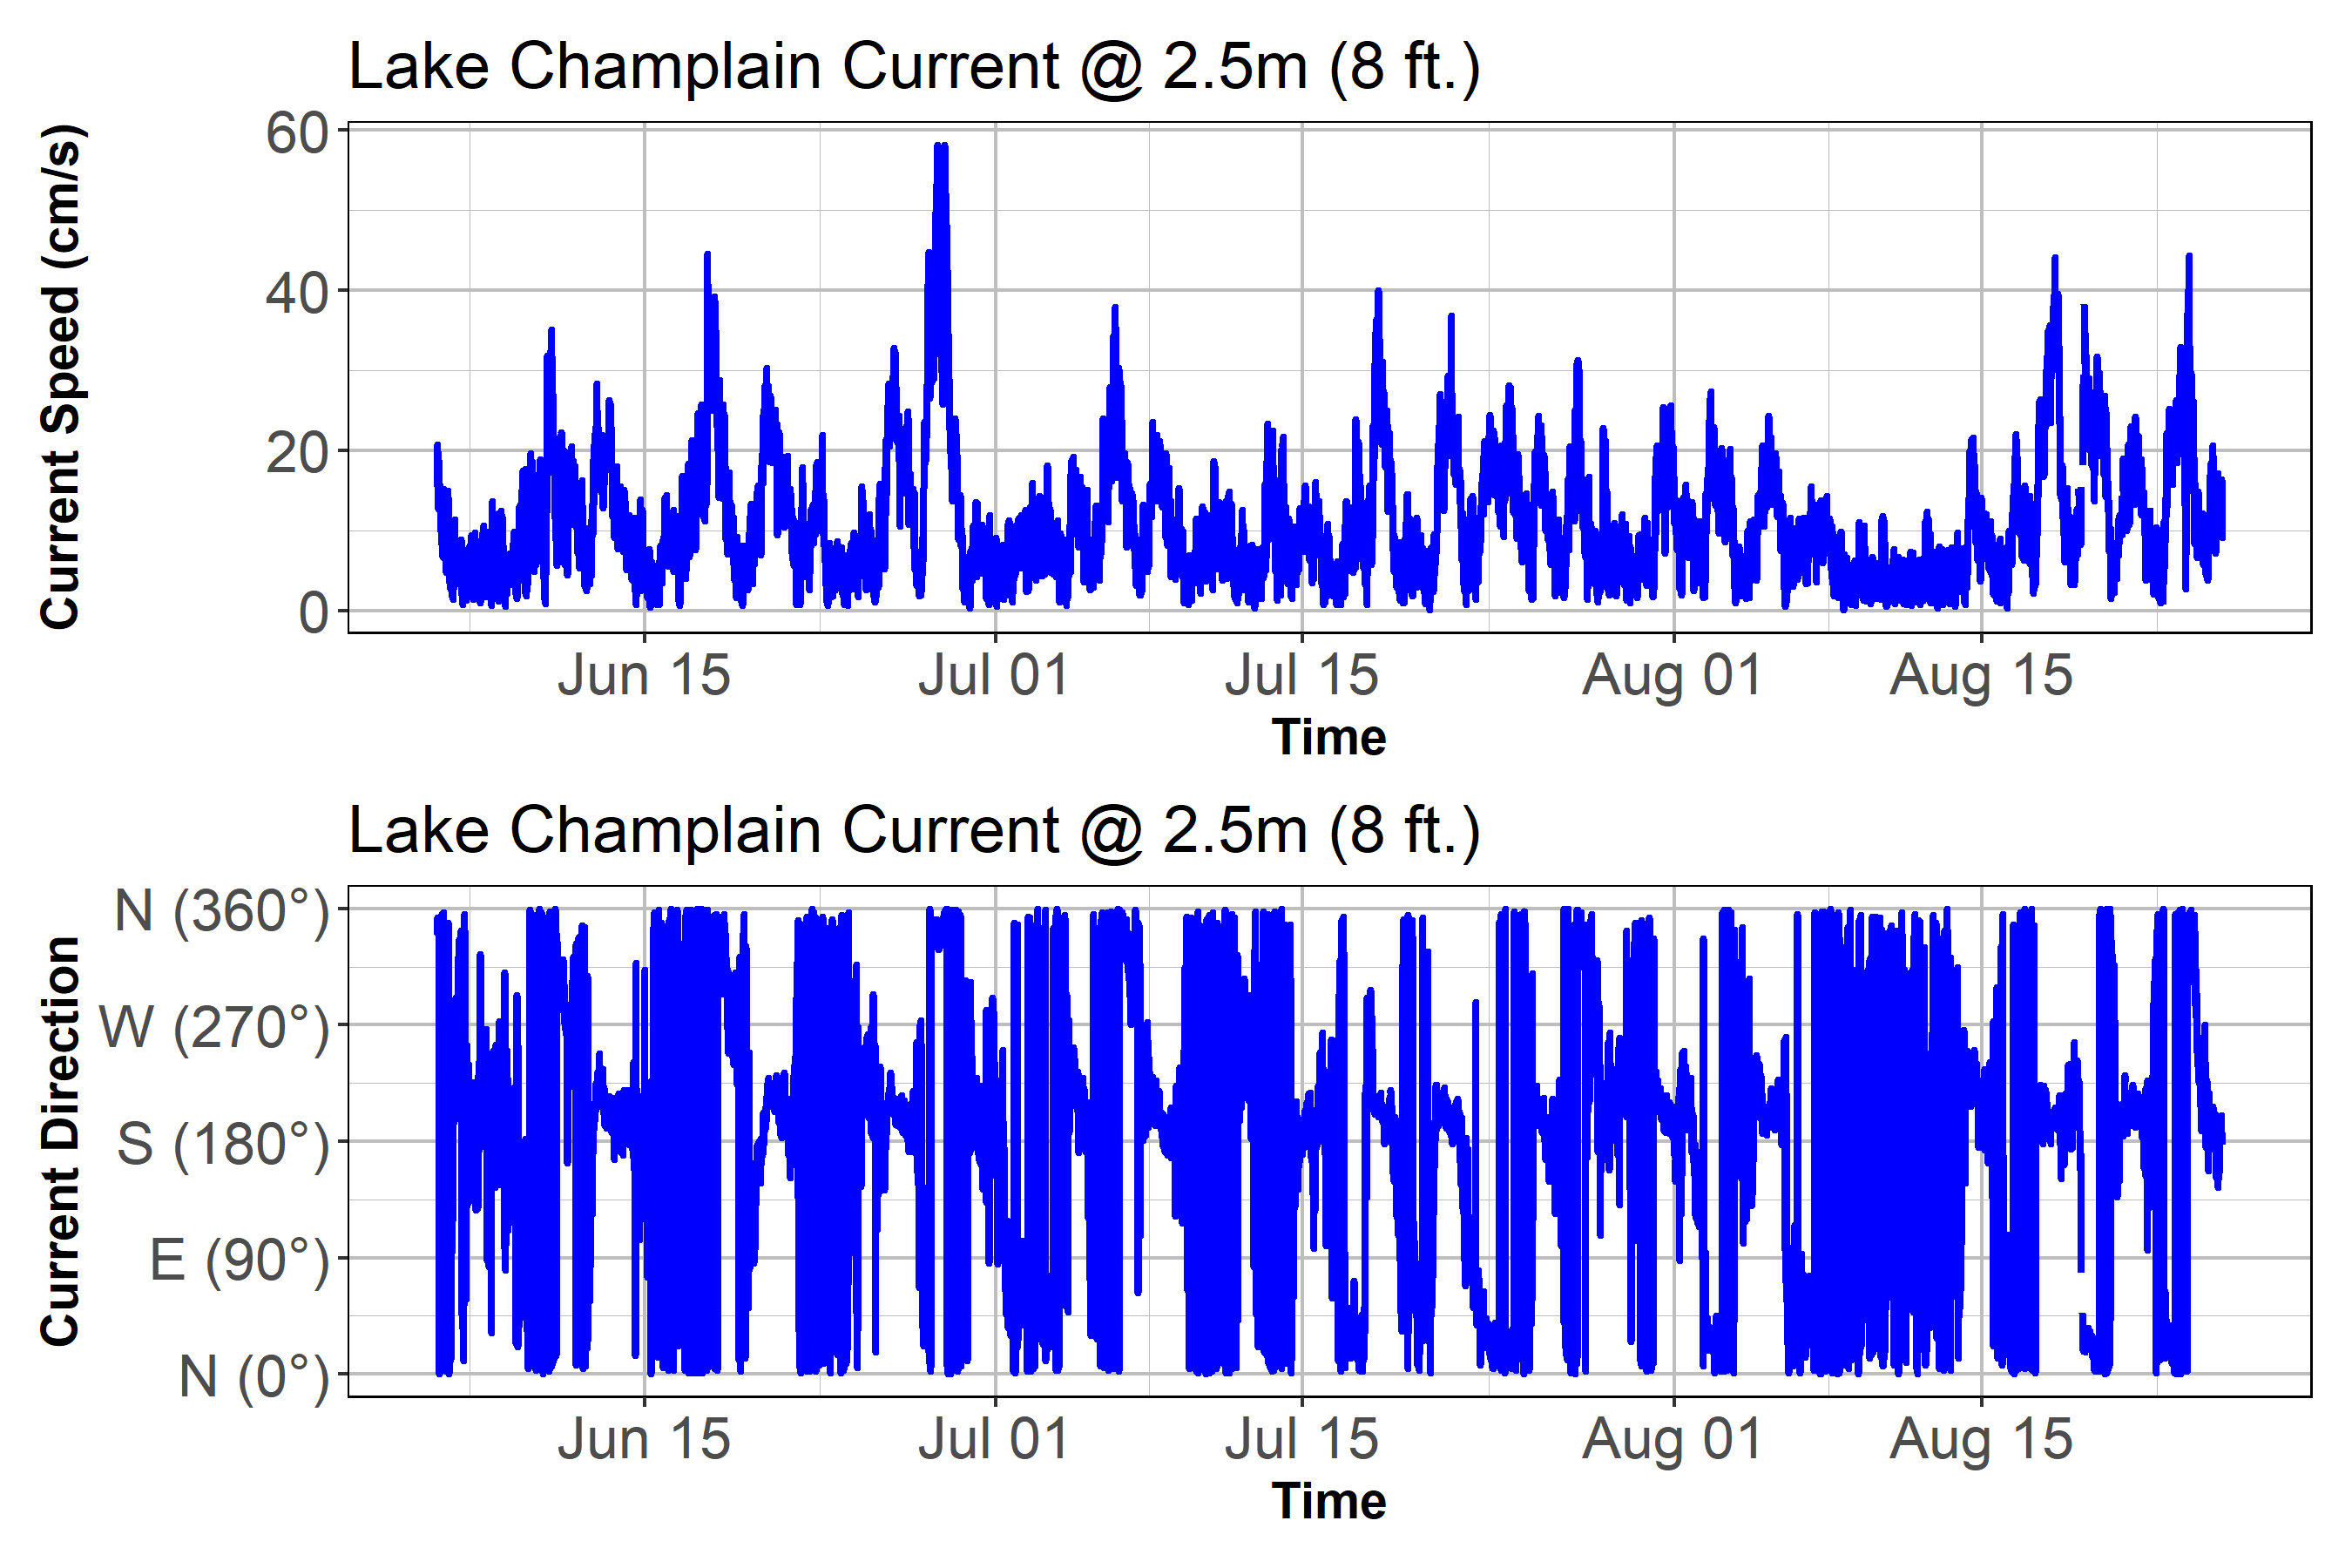 Lake Champlain Current @ 2.5m (8 ft.)
Current Speed (cm/s)
60
40
20
0
Jun 15 Jul 01 Jul 15 Aug 01 Aug 15
Time
Lake Champlain Current @ 2.5m (8 ft.)
Current Direction
N (360°)
W (270°)
S (180°)
E (90°)
N (0°)
Jun 15 Jul 01 Jul 15 Aug 01 Aug 15
Time